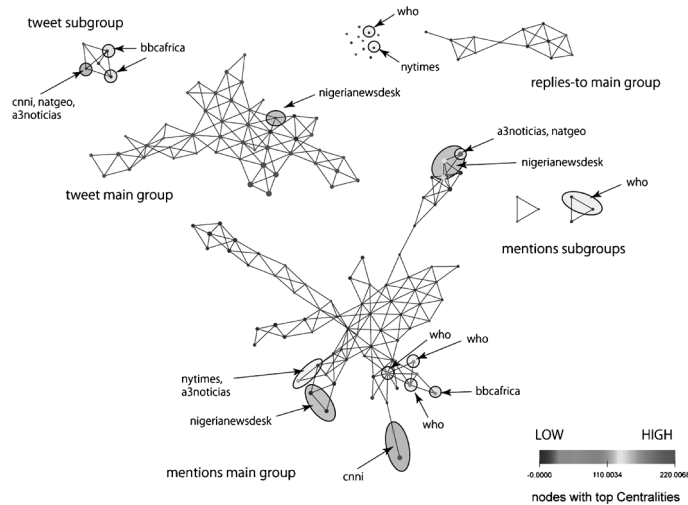 tweet subgroup
bbcafrica
cnni, natgeo,
a3noticias
who
nytimes
replies-to main group
nigerianewsdesk
tweet main group
a3noticias, natgeo
nigerianewsdesk
who
mentions subgroups
who
who
nytimes,
a3noticias
bbcafrica
nigerianewsdesk
who
mentions main group
cnni
LOW HIGH
-0.0000 110.0034 220.0068
nodes with top Centralities